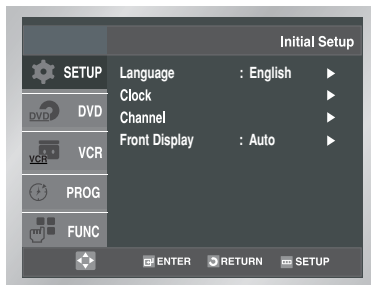 Initial Setup
SETUP
Language : English ►
Clock ►
Channel ►
Front Display : Auto ►
DVD DVD
VCR VCR
PROG
FUNC
ENTER RETURN SETUP